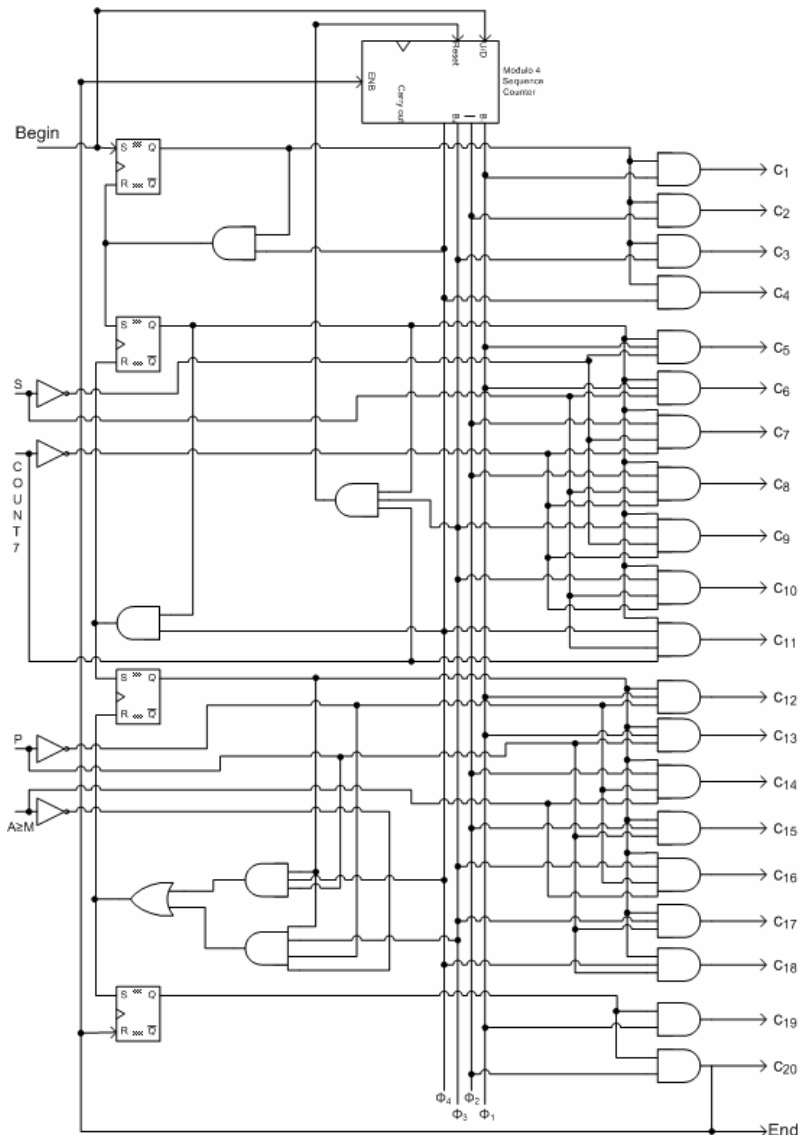 Reset
U/D
ENB
Carry out
Modulo 4
Sequence
Counter
Begin
S Q
R Q̅
C1
C2
C3
C4
S Q
R Q̅
C5
S
C6
C7
COUNT7
C8
C9
C10
C11
S Q
R Q̅
C12
P
C13
C14
A≥M
C15
C16
C17
C18
S Q
R Q̅
C19
C20
Φ4
Φ3
Φ2
Φ1
End